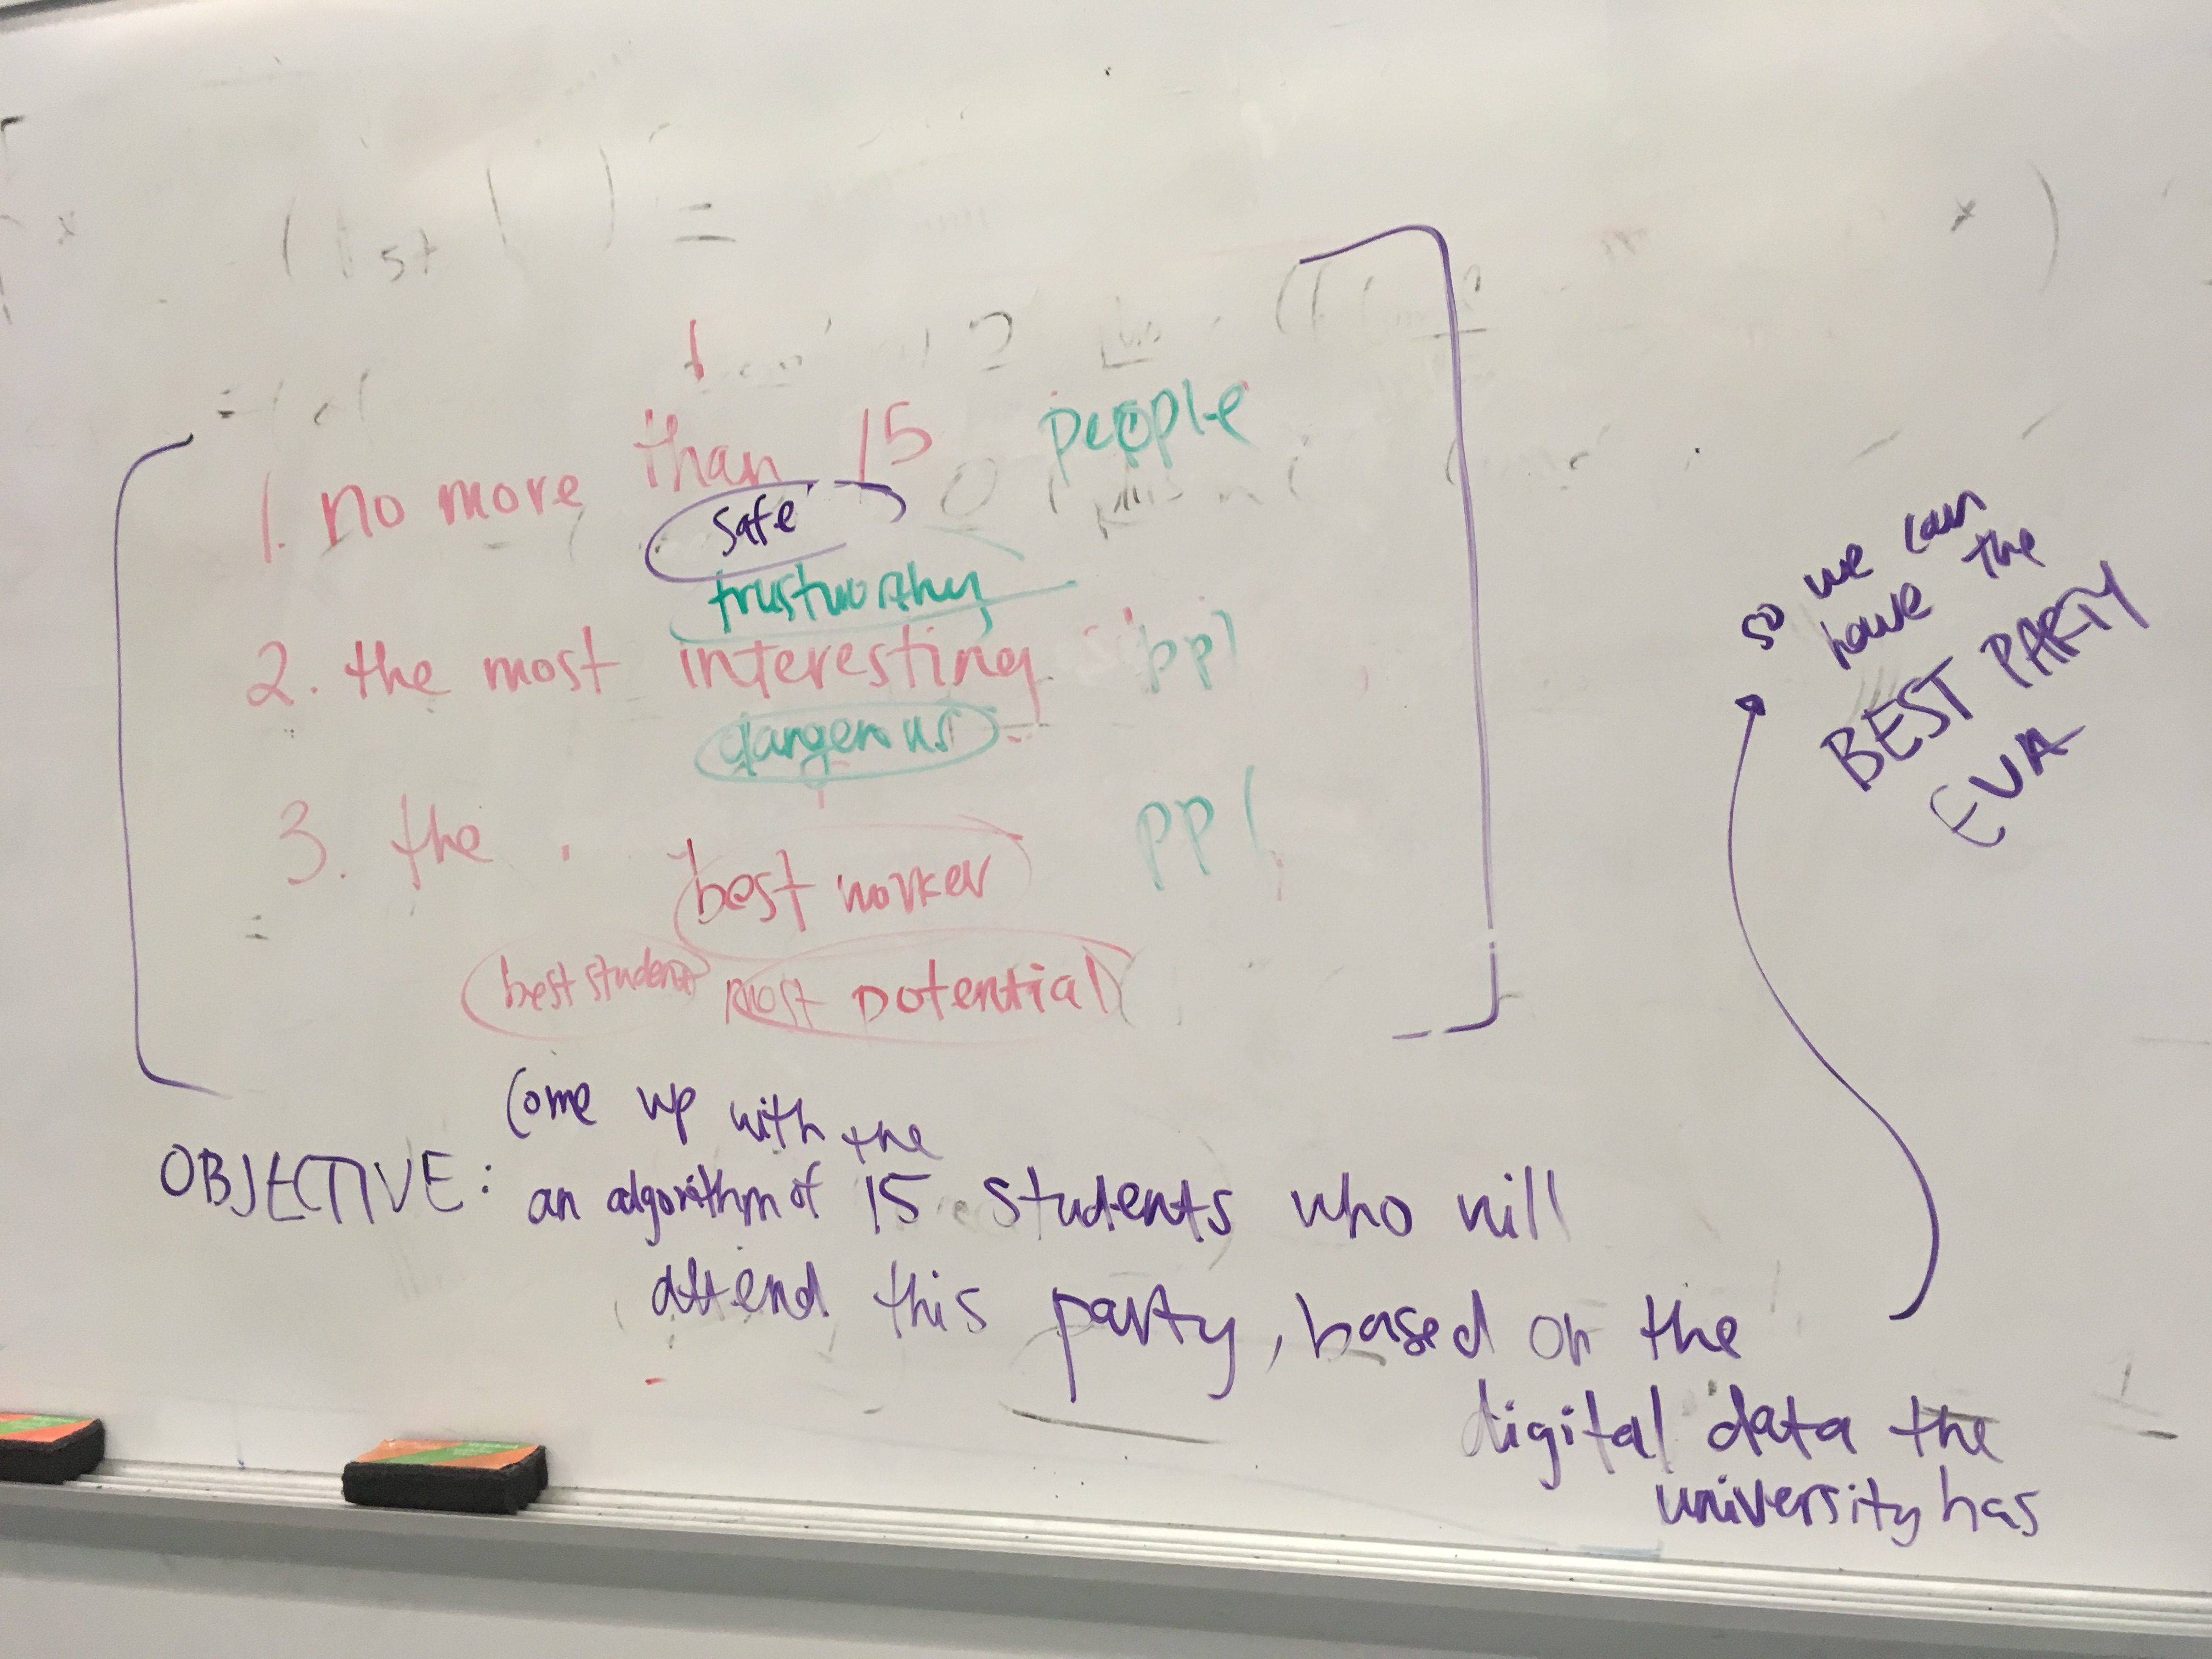 1. no more than 15 people
safe
trustworthy
2. the most interesting ppl
dangerous
3. the best worker ppl
best student most potential
OBJECTIVE: Come up with the
an algorithm of 15 students who will
attend this party, based on the
digital data the
university has
so we can
have the
BEST PARTY
EVA